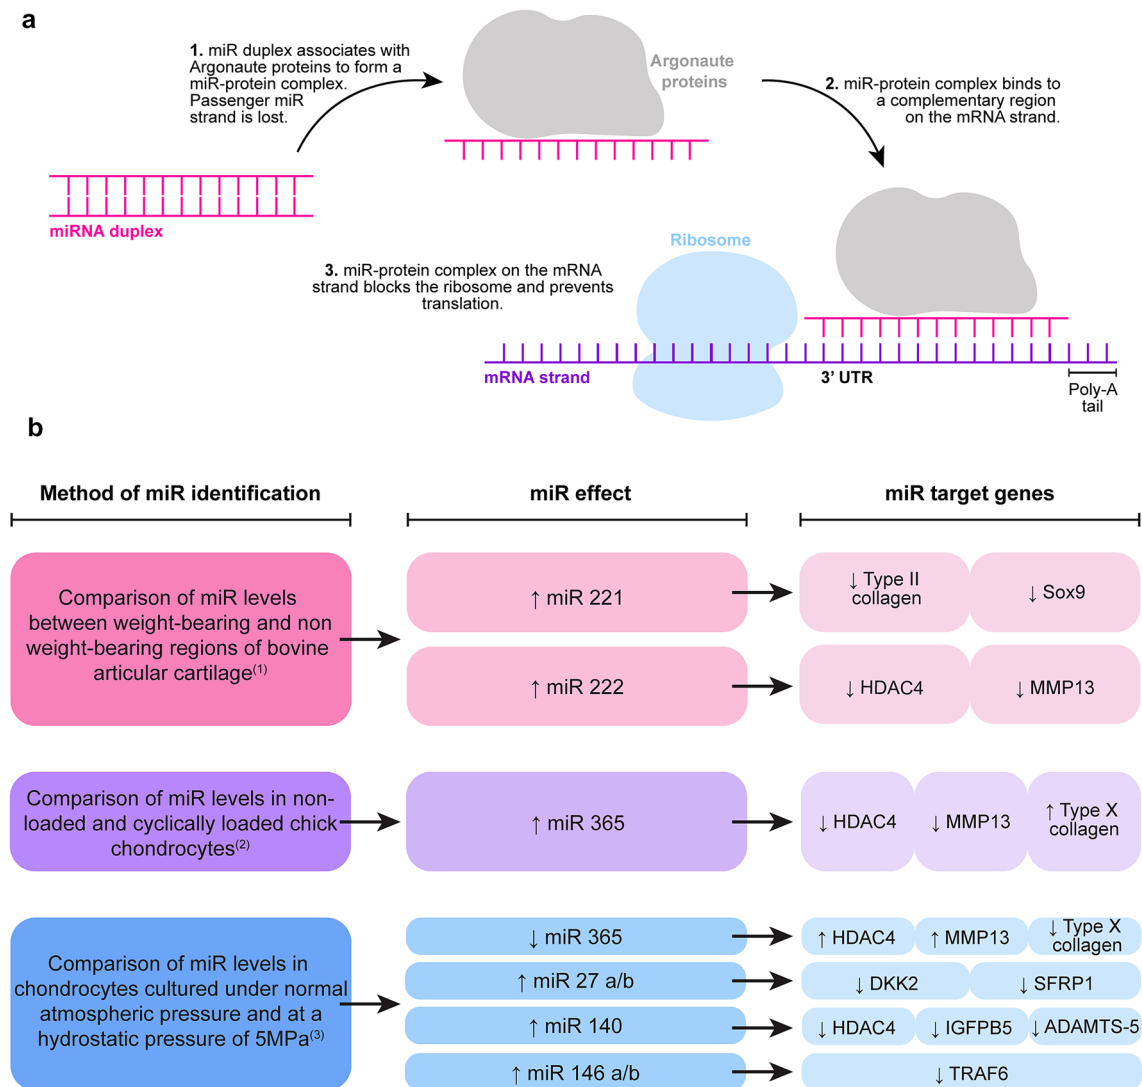 a
1. miR duplex associates with
Argonaute proteins to form a
miR-protein complex.
Passenger miR
strand is lost.
Argonaute
proteins
2. miR-protein complex binds to
a complementary region
on the mRNA strand.
miRNA duplex
Ribosome
3. miR-protein complex on the mRNA
strand blocks the ribosome and prevents
translation.
mRNA strand
3’ UTR
Poly-A
tail
b
Method of miR identification
miR effect
miR target genes
Comparison of miR levels
between weight-bearing and non
weight-bearing regions of bovine
articular cartilage(1)
↑ miR 221
↓ Type II
collagen
↓ Sox9
↑ miR 222
↓ HDAC4
↓ MMP13
Comparison of miR levels in non-
loaded and cyclically loaded chick
chondrocytes(2)
↑ miR 365
↓ HDAC4
↓ MMP13
↑ Type X
collagen
Comparison of miR levels in
chondrocytes cultured under normal
atmospheric pressure and at a
hydrostatic pressure of 5MPa(3)
↓ miR 365
↑ HDAC4
↑ MMP13
↓ Type X
collagen
↑ miR 27 a/b
↓ DKK2
↓ SFRP1
↑ miR 140
↓ HDAC4
↓ IGFPB5
↓ ADAMTS-5
↑ miR 146 a/b
↓ TRAF6